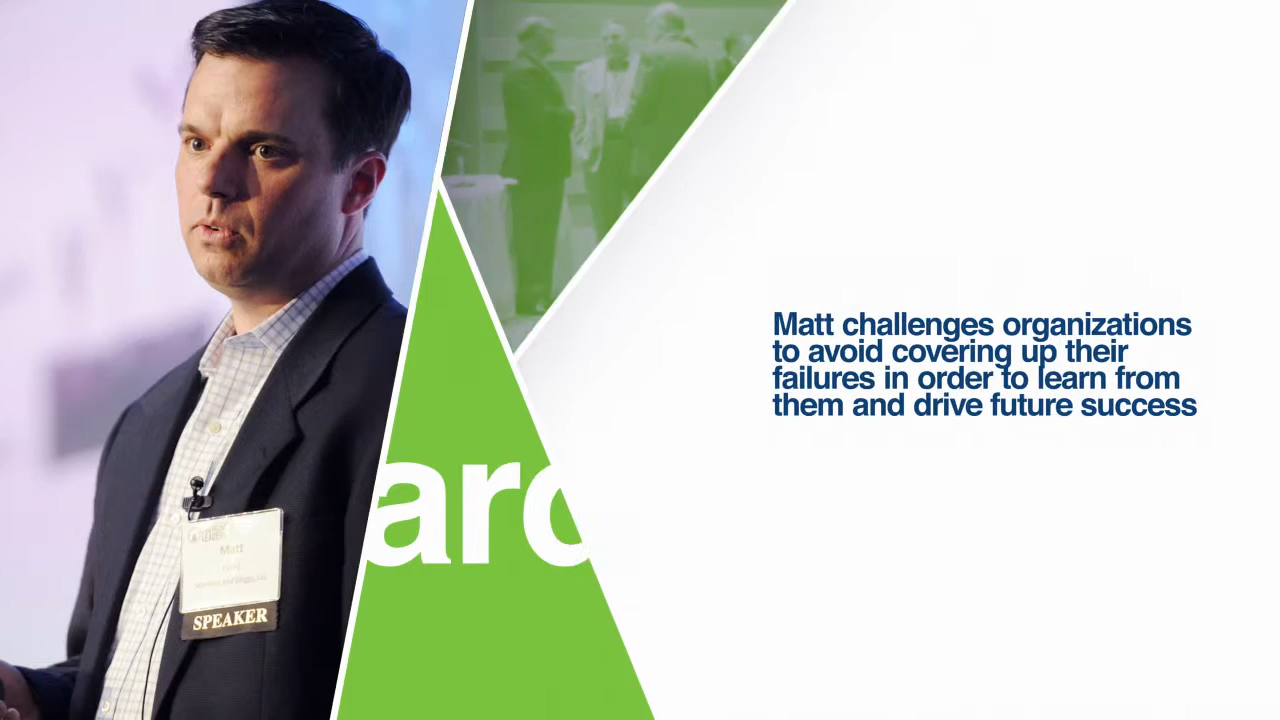 Matt challenges organizations
to avoid covering up their
failures in order to learn from
them and drive future success
arc
Matt
SPEAKER